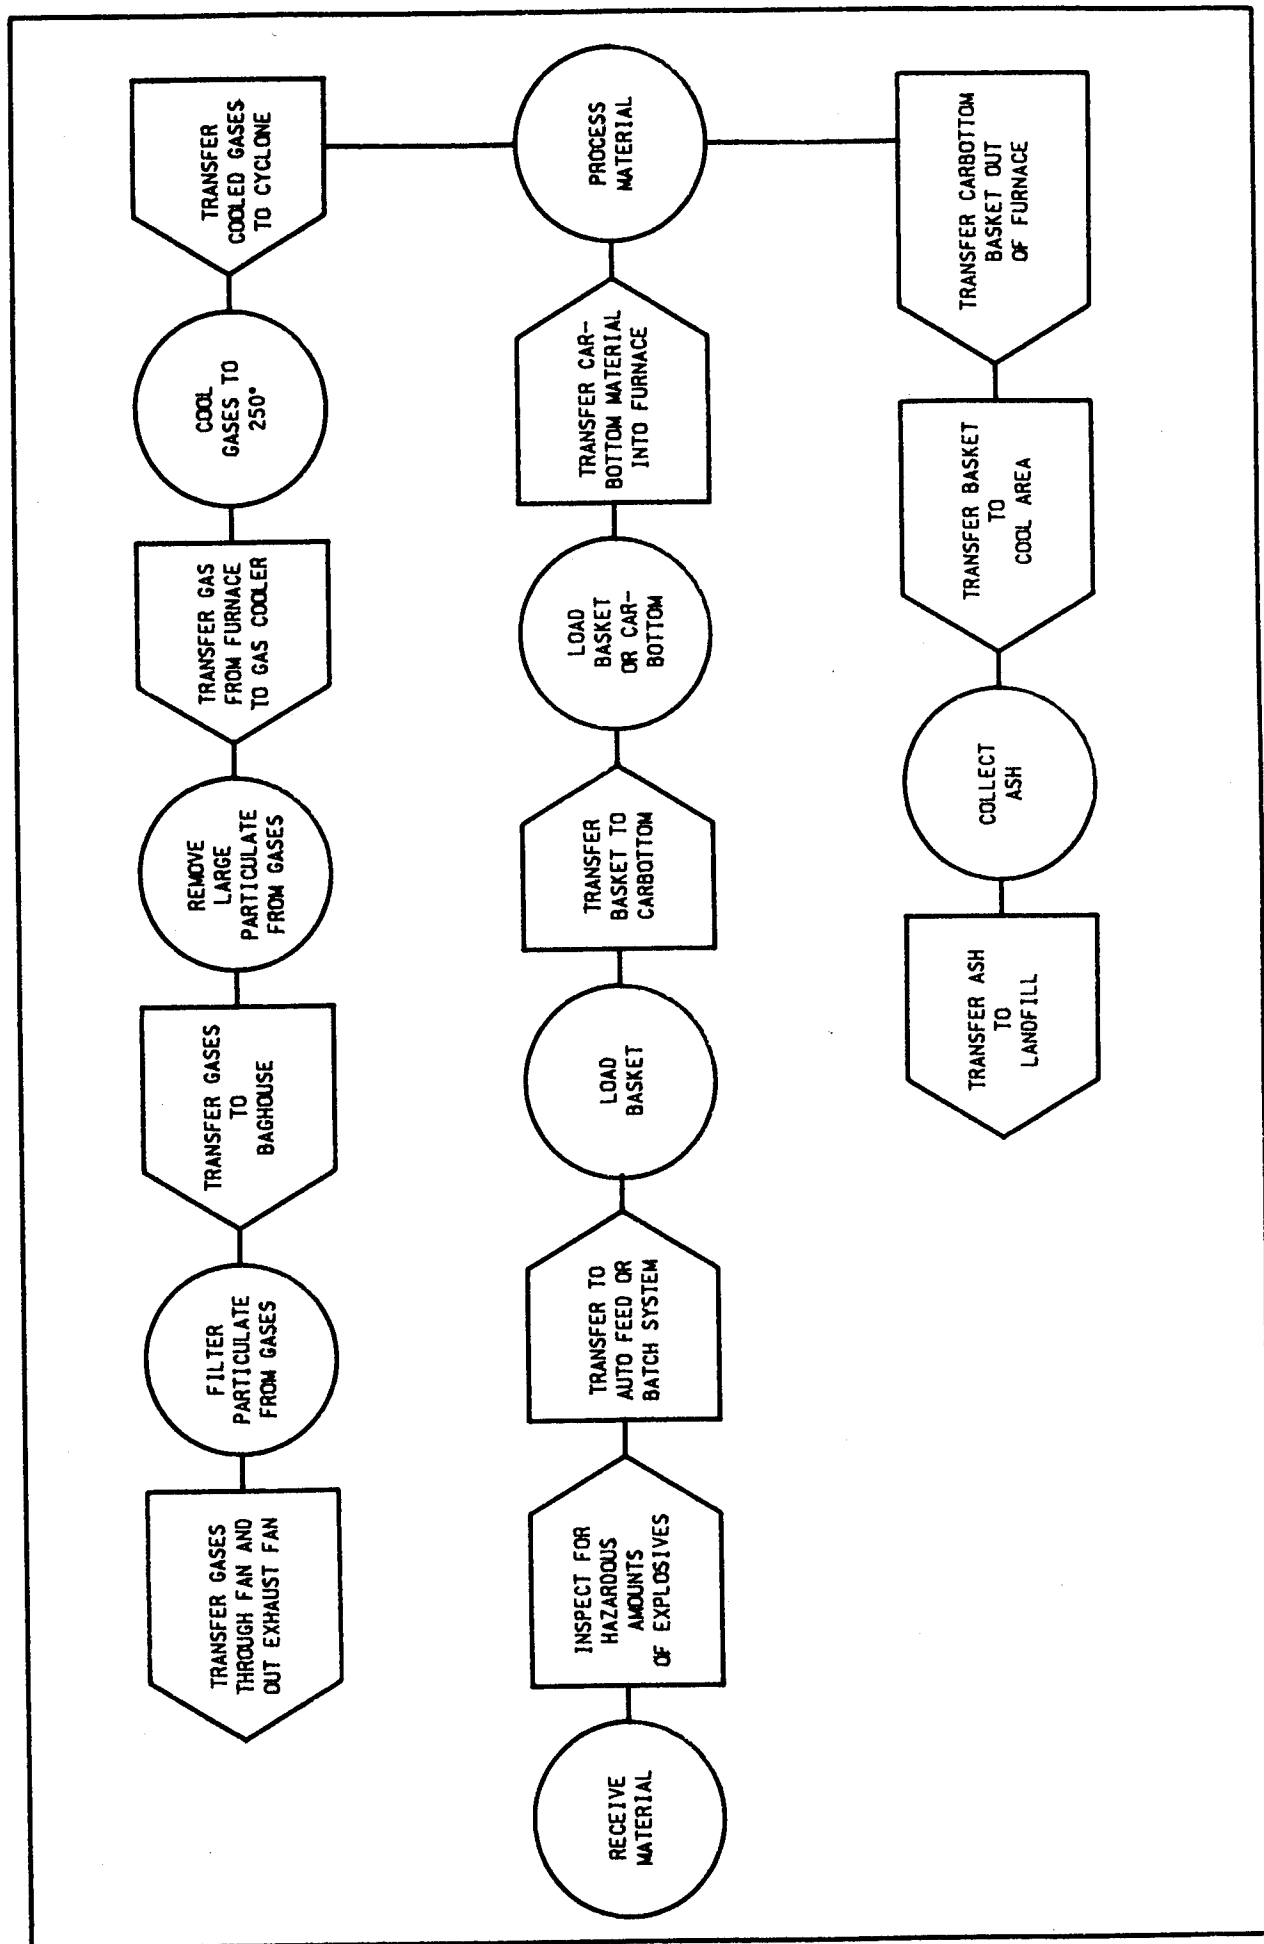 TRANSFER
COOLED GASES
TO CYCLONE
COOL
GASES TO
250°
TRANSFER GAS
FROM FURNACE
TO GAS COOLER
REMOVE
LARGE
PARTICULATE
FROM GASES
TRANSFER GASES
TO
BAGHOUSE
FILTER
PARTICULATE
FROM GASES
TRANSFER GASES
THROUGH FAN AND
OUT EXHAUST FAN
RECEIVE
MATERIAL
INSPECT FOR
HAZARDOUS
AMOUNTS
OF EXPLOSIVES
TRANSFER TO
AUTO FEED OR
BATCH SYSTEM
LOAD
BASKET
TRANSFER
BASKET TO
CARBOTTOM
LOAD
BASKET
OR CAR-
BOTTOM
TRANSFER CAR-
BOTTOM MATERIAL
INTO FURNACE
PROCESS
MATERIAL
TRANSFER CARBOTTOM
BASKET OUT
OF FURNACE
TRANSFER BASKET
TO
COOL AREA
COLLECT
ASH
TRANSFER ASH
TO
LANDFILL